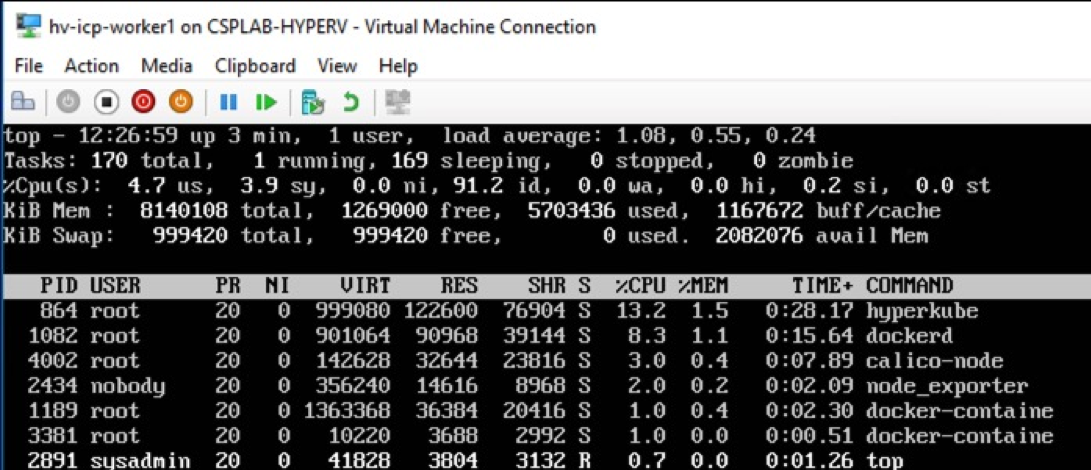 hv-icp-worker1 on CSPLAB-HYPERV - Virtual Machine Connection
File Action Media Clipboard View Help
top - 12:26:59 up 3 min, 1 user, load average: 1.08, 0.55, 0.24
Tasks: 170 total, 1 running, 169 sleeping, 0 stopped, 0 zombie
%Cpu(s): 4.7 us, 3.9 sy, 0.0 ni, 91.2 id, 0.0 wa, 0.0 hi, 0.2 si, 0.0 st
KiB Mem : 8140108 total, 1269000 free, 5703436 used, 1167672 buff/cache
KiB Swap: 999420 total, 999420 free, 0 used. 2082076 avail Mem
PID USER PR NI VIRT RES SHR S %CPU %MEM TIME+ COMMAND
864 root 20 0 999080 122600 76904 S 13.2 1.5 0:28.17 hyperkube
1082 root 20 0 901064 90968 39144 S 8.3 1.1 0:15.64 dockerd
4002 root 20 0 142628 32644 23816 S 3.0 0.4 0:07.89 calico-node
2434 nobody 20 0 356240 14616 8968 S 2.0 0.2 0:02.09 node_exporter
1189 root 20 0 1363368 36384 20416 S 1.0 0.4 0:02.30 docker-containe
3381 root 20 0 10220 3688 2992 S 1.0 0.0 0:00.51 docker-containe
2891 sysadmin 20 0 41828 3804 3132 R 0.7 0.0 0:01.26 top